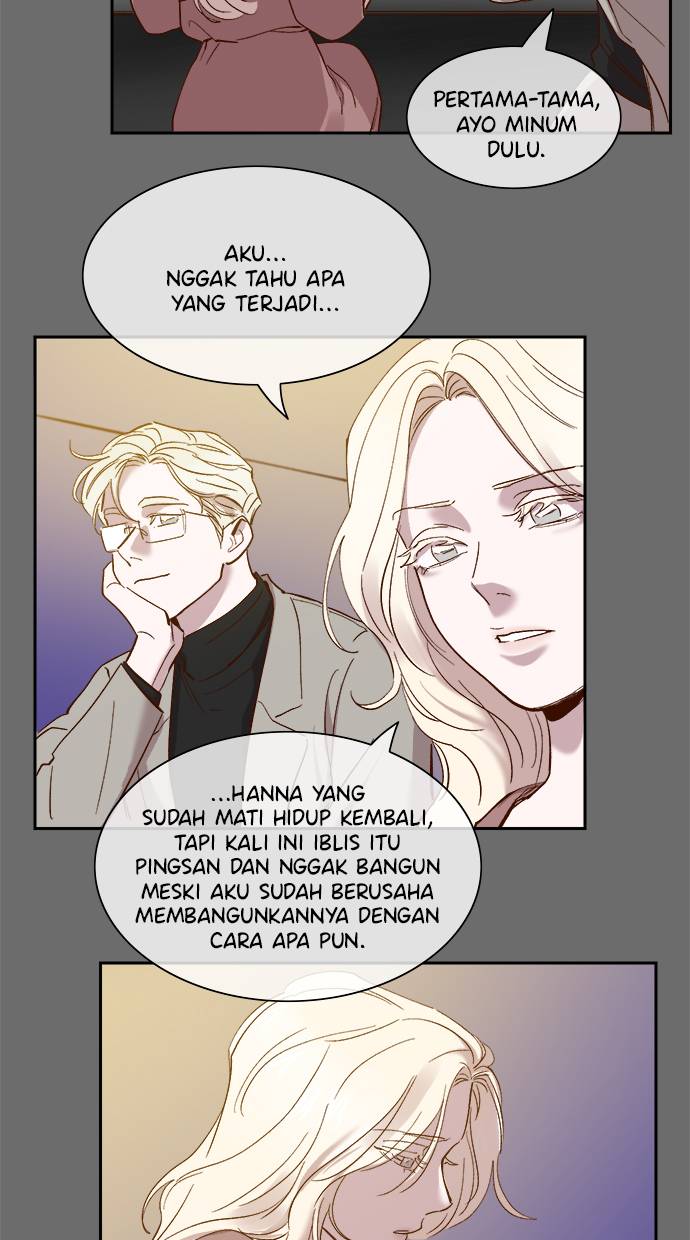 PERTAMA-TAMA,
AYO MINUM
DULU.
AKU...
NGGAK TAHU APA
YANG TERJADI...
...HANNA YANG
SUDAH MATI HIDUP KEMBALI,
TAPI KALI INI IBLIS ITU
PINGSAN DAN NGGAK BANGUN
MESKI AKU SUDAH BERUSAHA
MEMBANGUNKANNYA DENGAN
CARA APA PUN.